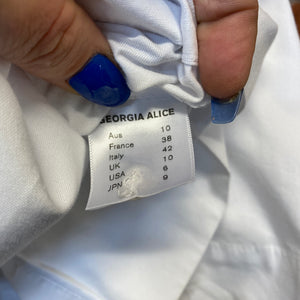 GEORGIA ALICE
Aus 10
France 38
Italy 42
UK 10
USA 6
JPN 9